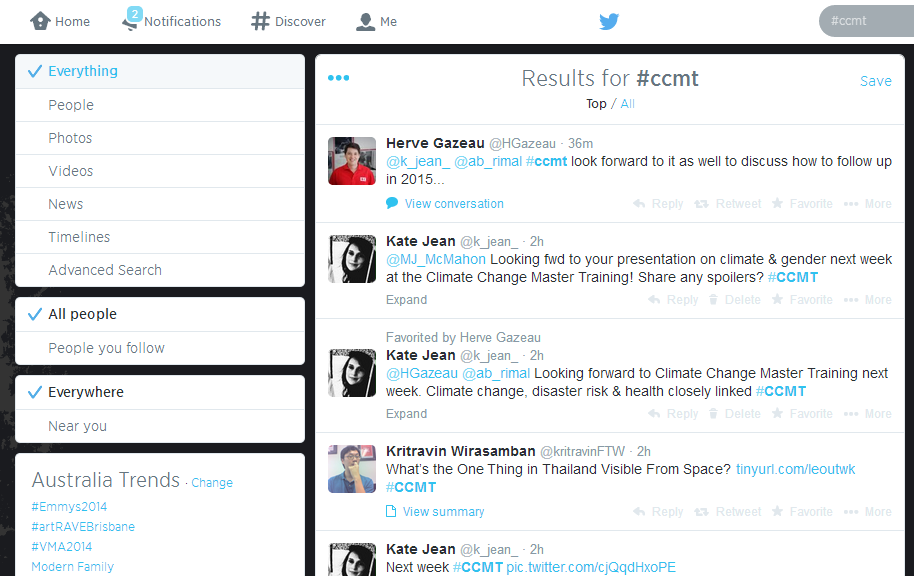 Home
2
Notifications
Discover
Me
#ccmt
Everything
People
Photos
Videos
News
Timelines
Advanced Search
All people
People you follow
Everywhere
Near you
Australia Trends · Change
#Emmys2014
#artRAVEBrisbane
#VMA2014
Modern Family
Results for #ccmt
Save
Top / All
Herve Gazeau @HGazeau · 36m
@k_jean_ @ab_rimal #ccmt look forward to it as well to discuss how to follow up
in 2015...
View conversation
Reply Retweet Favorite More
Kate Jean @k_jean_ · 2h
@MJ_McMahon Looking fwd to your presentation on climate & gender next week
at the Climate Change Master Training! Share any spoilers? #CCMT
Expand
Reply Delete Favorite More
Favorited by Herve Gazeau
Kate Jean @k_jean_ · 2h
@HGazeau @ab_rimal Looking forward to Climate Change Master Training next
week. Climate change, disaster risk & health closely linked #CCMT
Expand
Reply Delete Favorite More
Kritravin Wirasamban @kritravinFTW · 2h
What's the One Thing in Thailand Visible From Space? tinyurl.com/leoutwk
#CCMT
View summary
Reply Retweet Favorite More
Kate Jean @k_jean_ · 2h
Next week #CCMT pic.twitter.com/cjQqdHxoPE